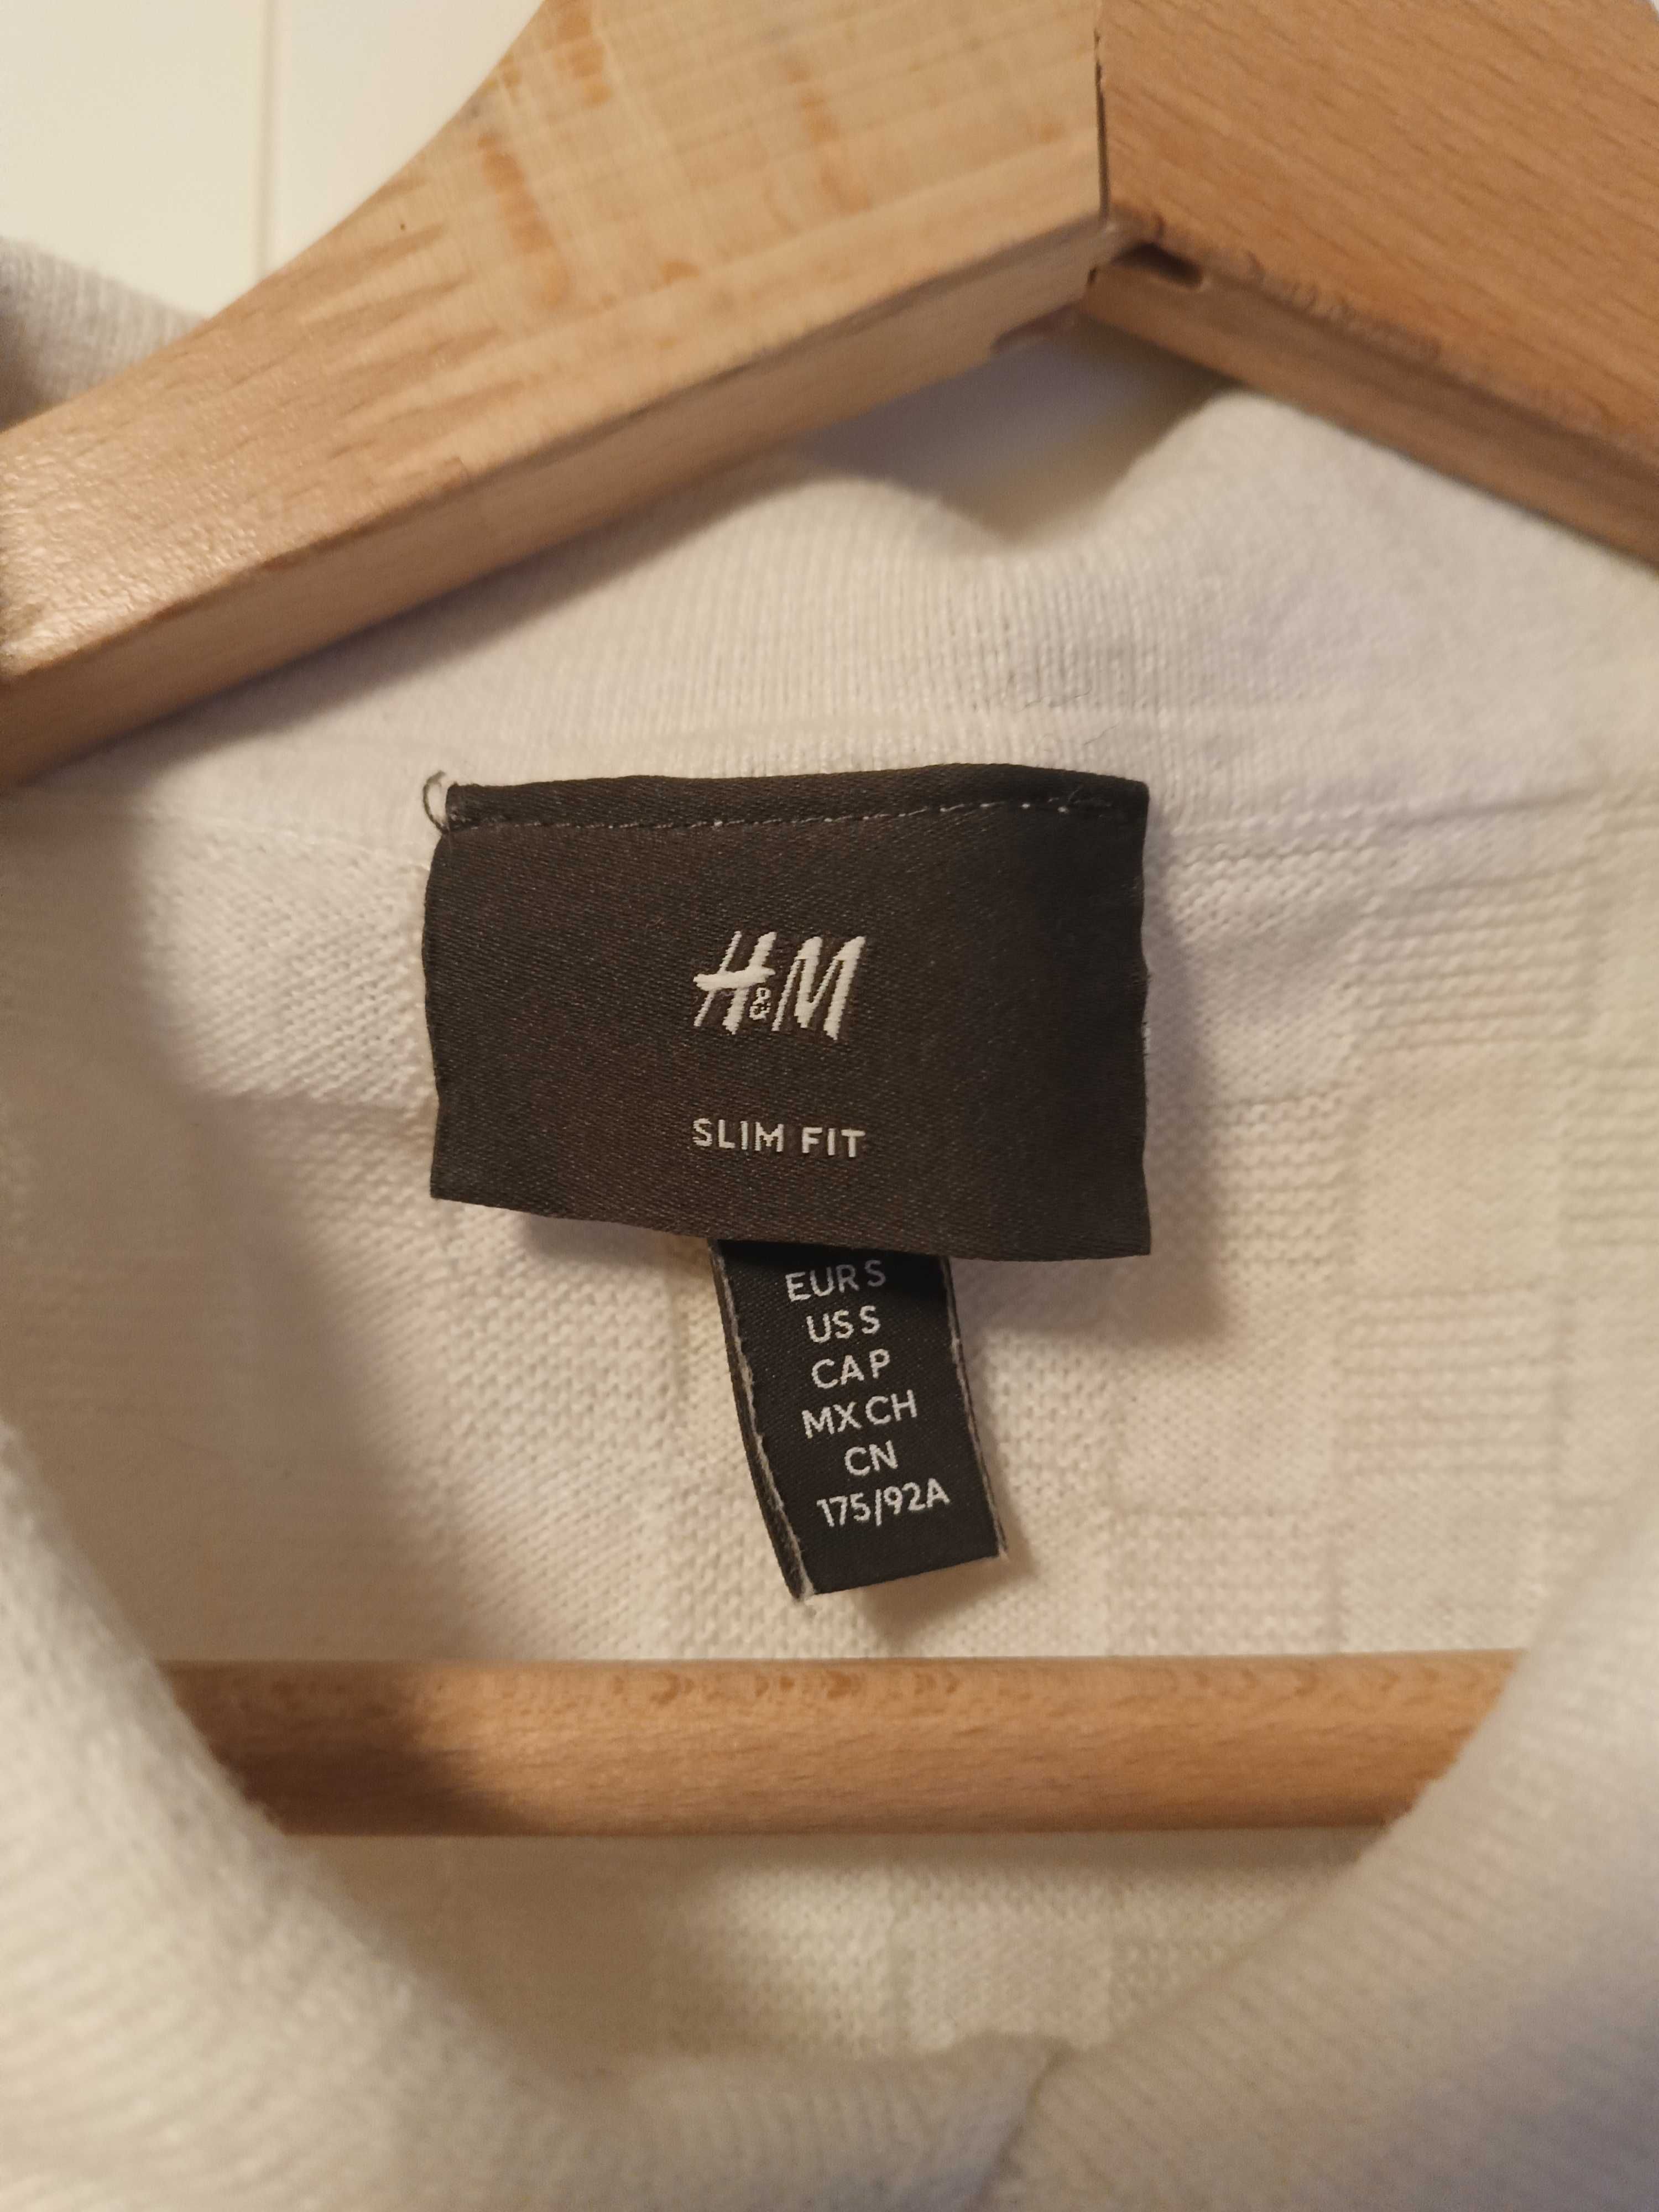 H&M
SLIM FIT
EUR S
US S
CA P
MX CH
CN
175/92A